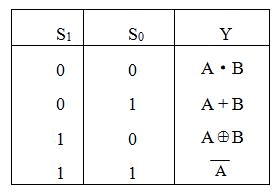 S₁ S₀ Y
0 0 A • B
0 1 A + B
1 0 A ⊕ B
1 1 A̅